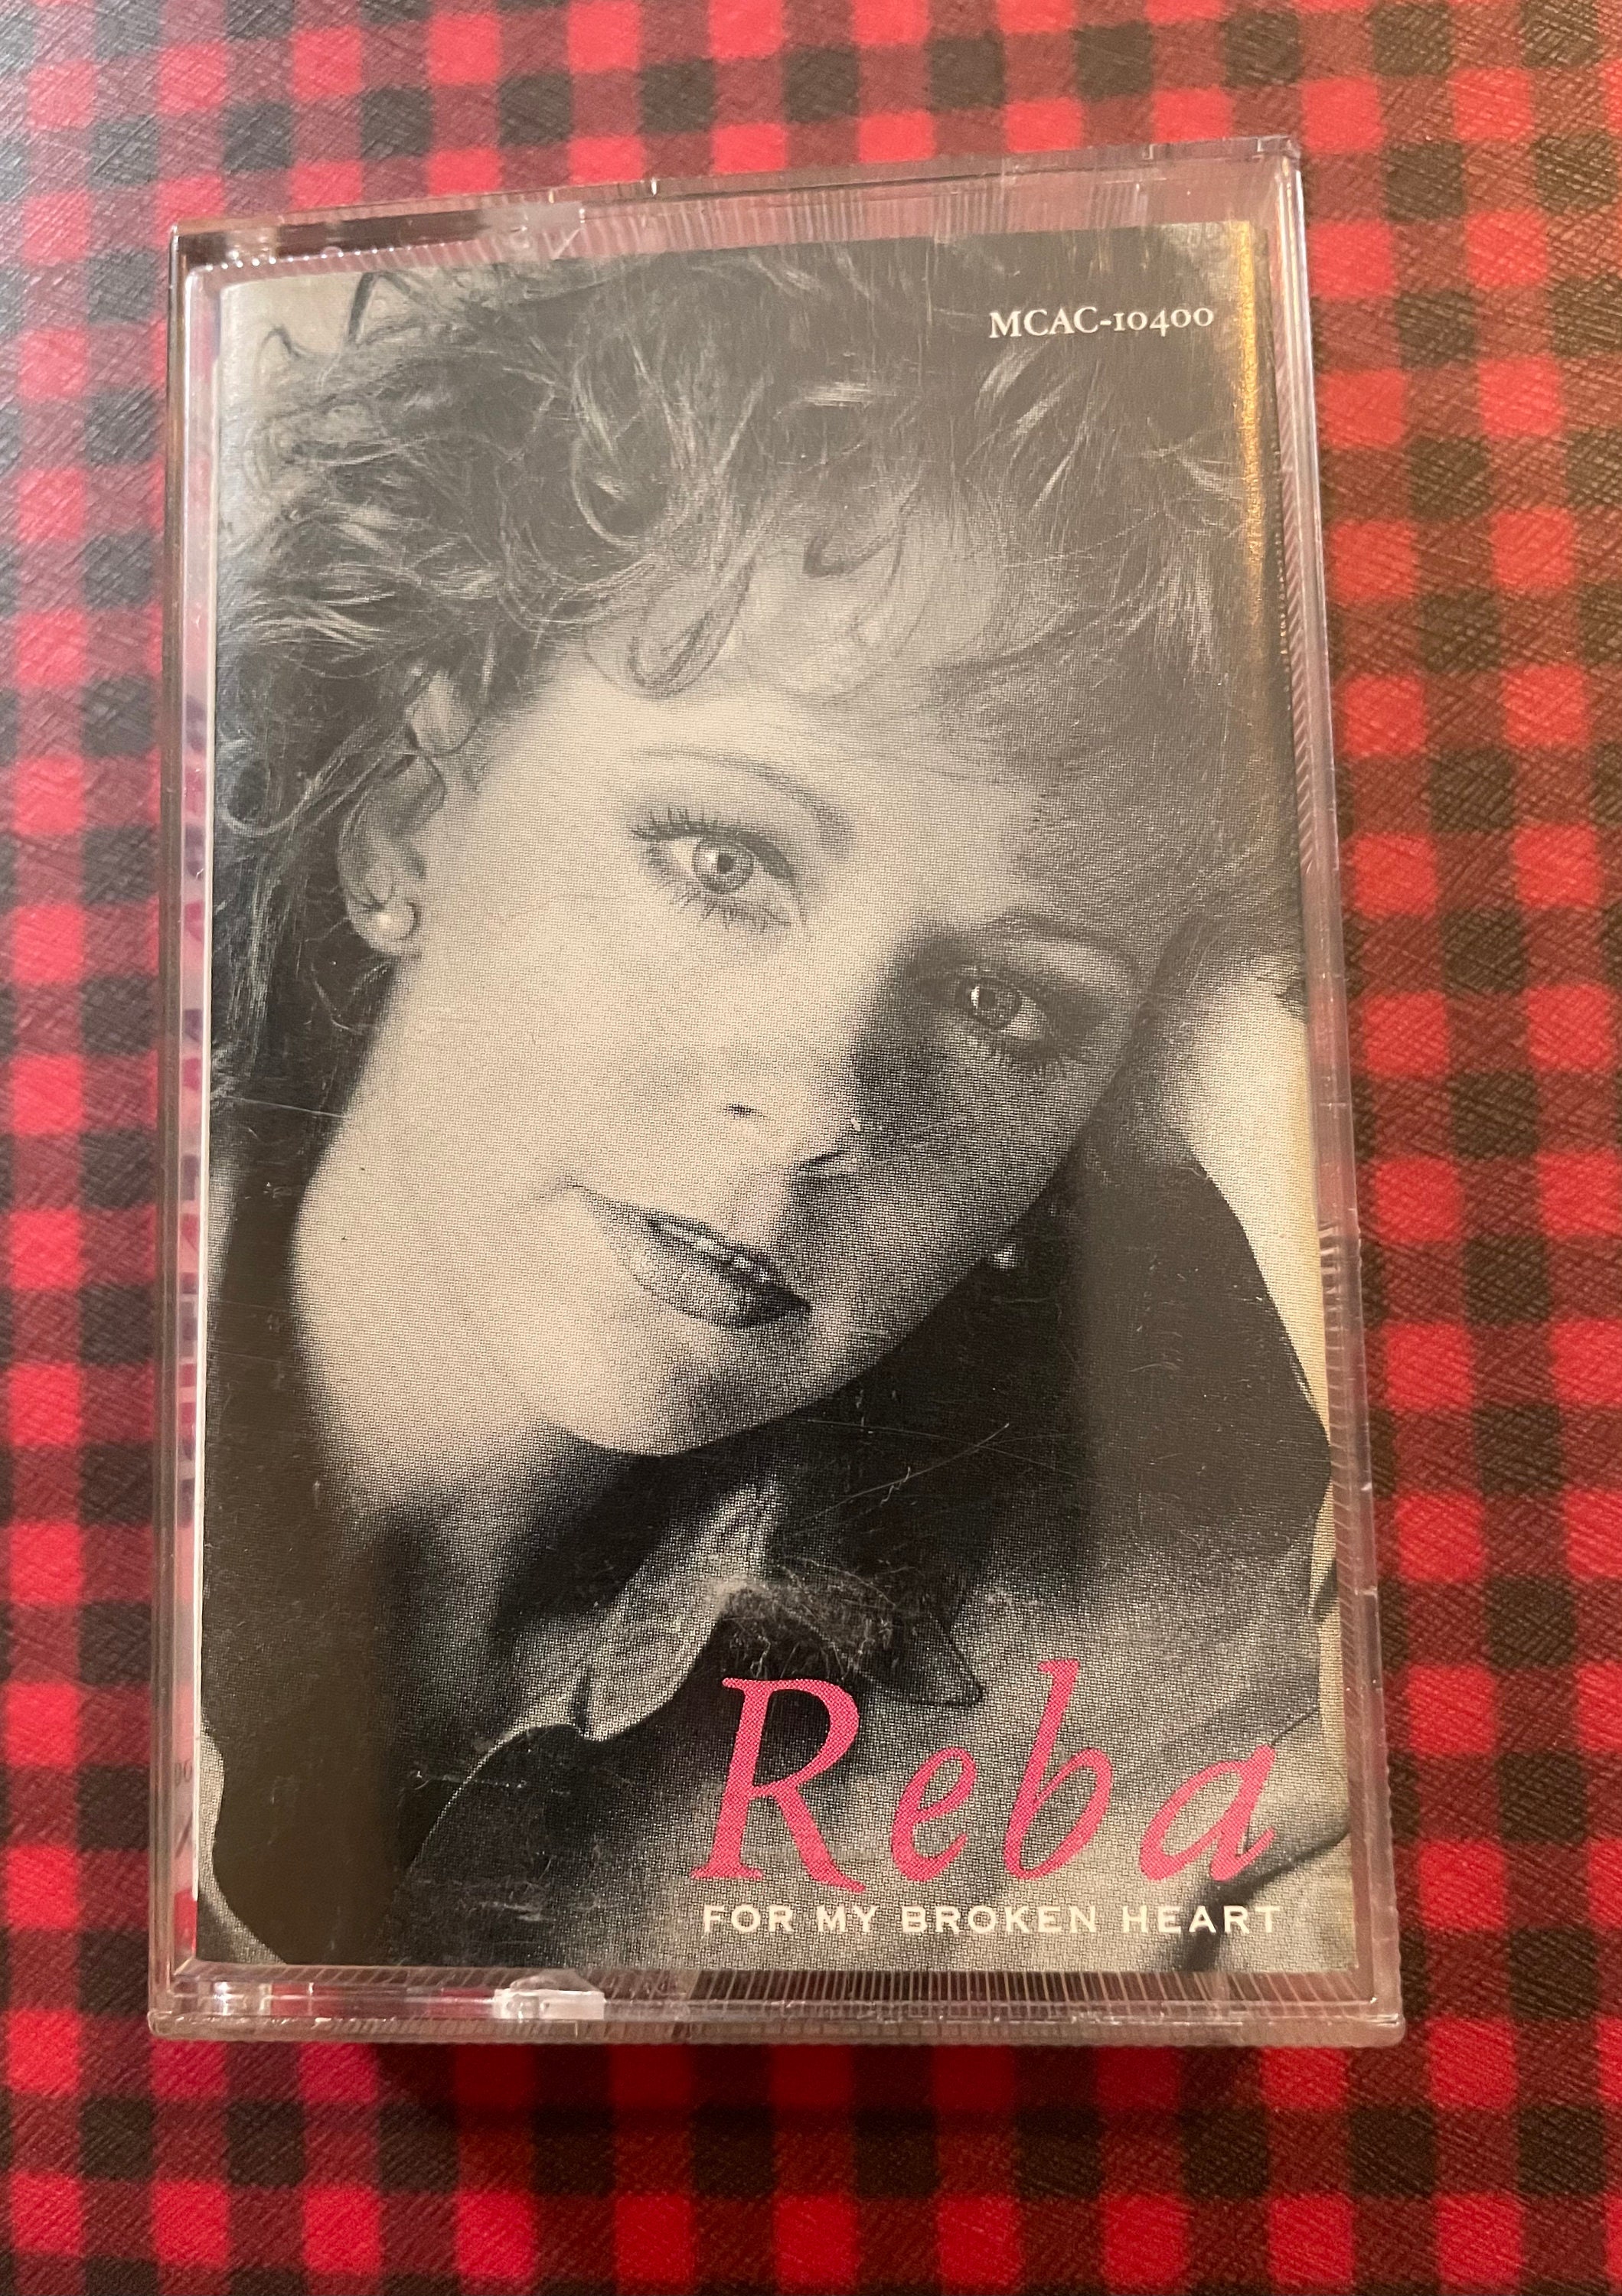 MCAC-10400
Reba
FOR MY BROKEN HEART